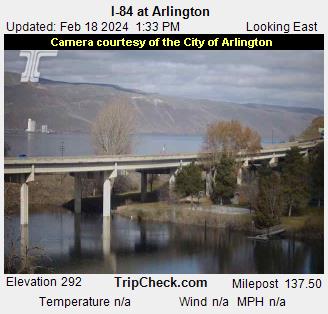 I-84 at Arlington
Updated: Feb 18 2024 1:33 PM Looking East
Camera courtesy of the City of Arlington
Elevation 292 TripCheck.com Milepost 137.50
Temperature n/a Wind n/a MPH n/a